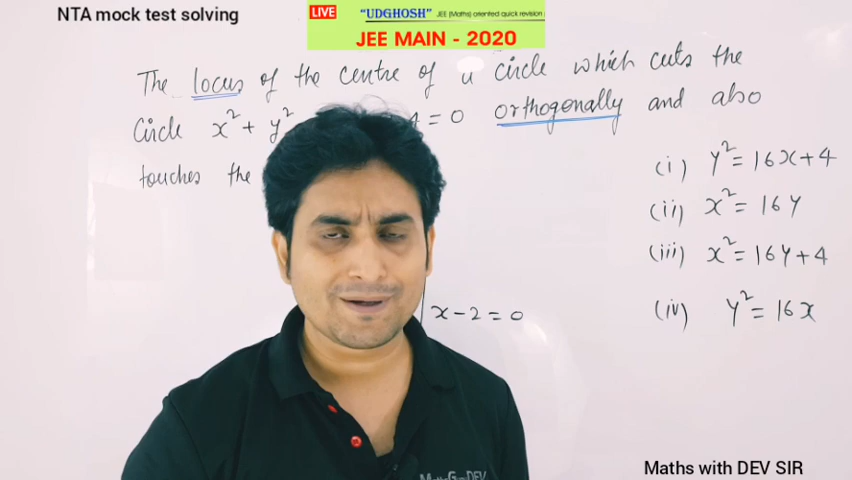 NTA mock test solving
LIVE "UDGHOSH" JEE (Maths) oriented quick revision
JEE MAIN - 2020
The locus of the centre of a circle which cuts the
Circle x² + y² 4 = 0 orthogonally and also
touches the
(i) y² = 16x + 4
(ii) x² = 16y
(iii) x² = 16y + 4
(iv) y² = 16x
x - 2 = 0
Maths with DEV SIR